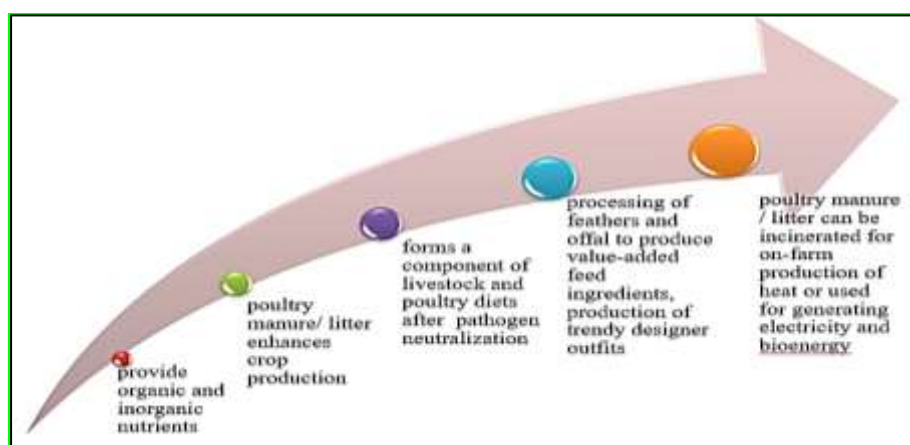 provide
organic and
inorganic
nutrients
poultry
manure/ litter
enhances
crop
production
forms a
component of
livestock and
poultry diets
after pathogen
neutralization
processing of
feathers and
offal to produce
value-added
feed
ingredients,
production of
trendy designer
outfits
poultry manure
/ litter can be
incinerated for
on-farm
production of
heat or used
for generating
electricity and
bioenergy